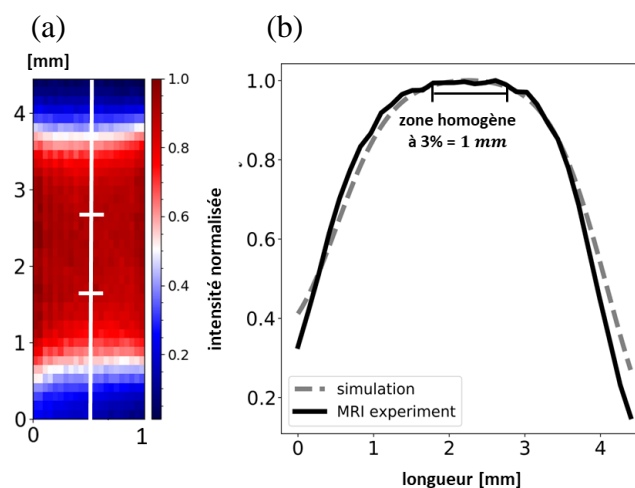 (a)
[mm]
4
3
2
1
0
0 1
1.0
0.8
0.6
0.4
0.2
intensité normalisée
(b)
1.0
0.8
0.6
0.4
0.2
zone homogène
à 3% = 1 mm
simulation
MRI experiment
0 1 2 3 4
longueur [mm]